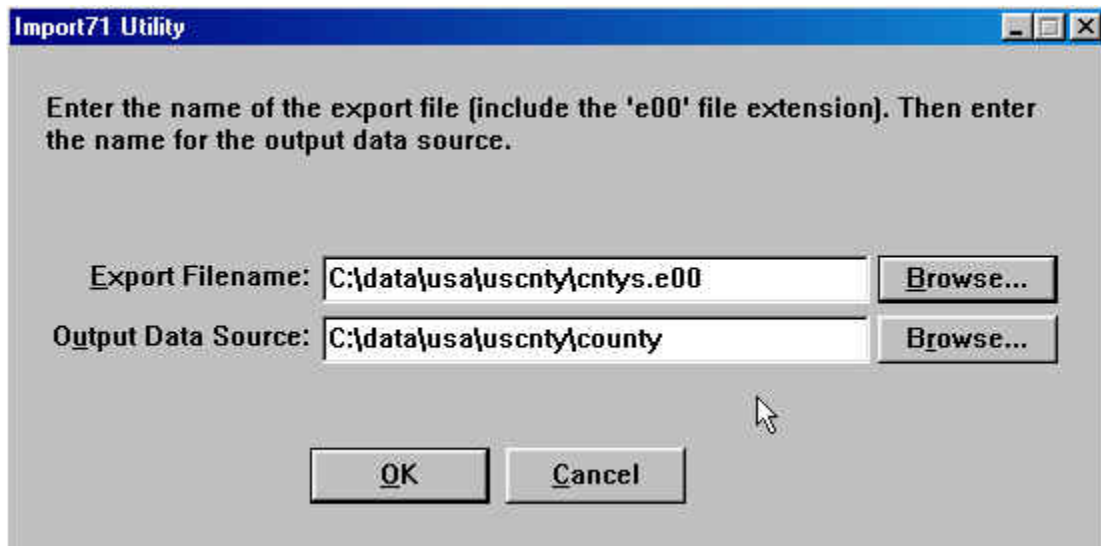 Import71 Utility
Enter the name of the export file (include the 'e00' file extension). Then enter
the name for the output data source.
Export Filename: C:\data\usa\uscnty\cntys.e00 Browse...
Output Data Source: C:\data\usa\uscnty\county Browse...
OK Cancel